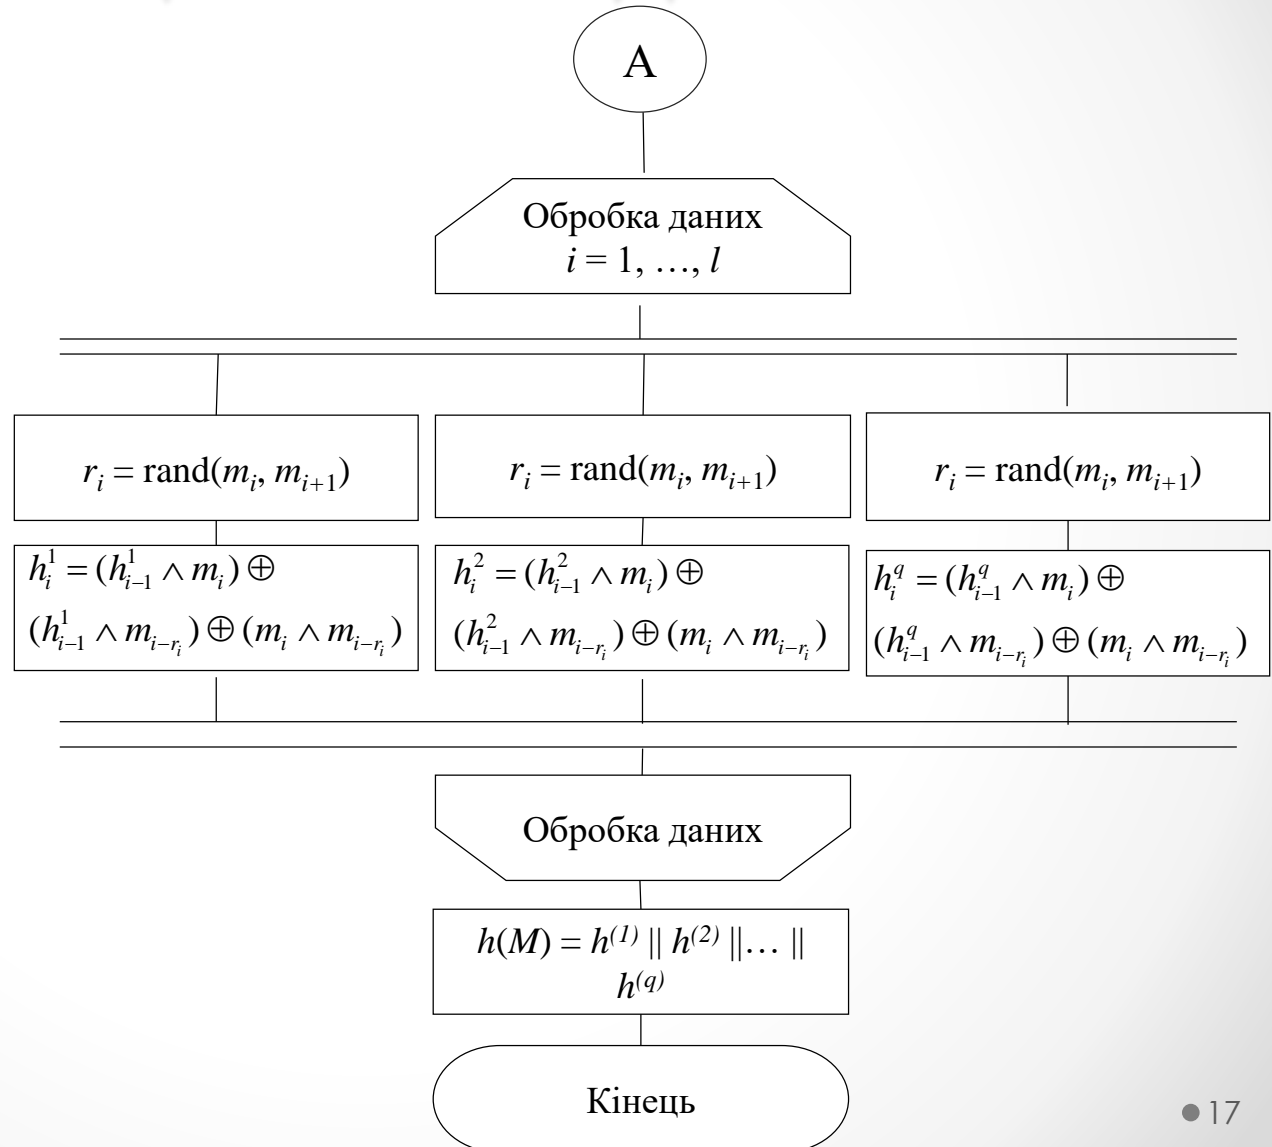 А
Обробка даних
i = 1, …, l
r_i = rand(m_i, m_{i+1})
r_i = rand(m_i, m_{i+1})
r_i = rand(m_i, m_{i+1})
h_i^1 = (h_{i−1}^1 ∧ m_i) ⊕
(h_{i−1}^1 ∧ m_{i−r_i}) ⊕ (m_i ∧ m_{i−r_i})
h_i^2 = (h_{i−1}^2 ∧ m_i) ⊕
(h_{i−1}^2 ∧ m_{i−r_i}) ⊕ (m_i ∧ m_{i−r_i})
h_i^q = (h_{i−1}^q ∧ m_i) ⊕
(h_{i−1}^q ∧ m_{i−r_i}) ⊕ (m_i ∧ m_{i−r_i})
Обробка даних
h(M) = h^{(1)} || h^{(2)} ||… ||
h^{(q)}
Кінець
17